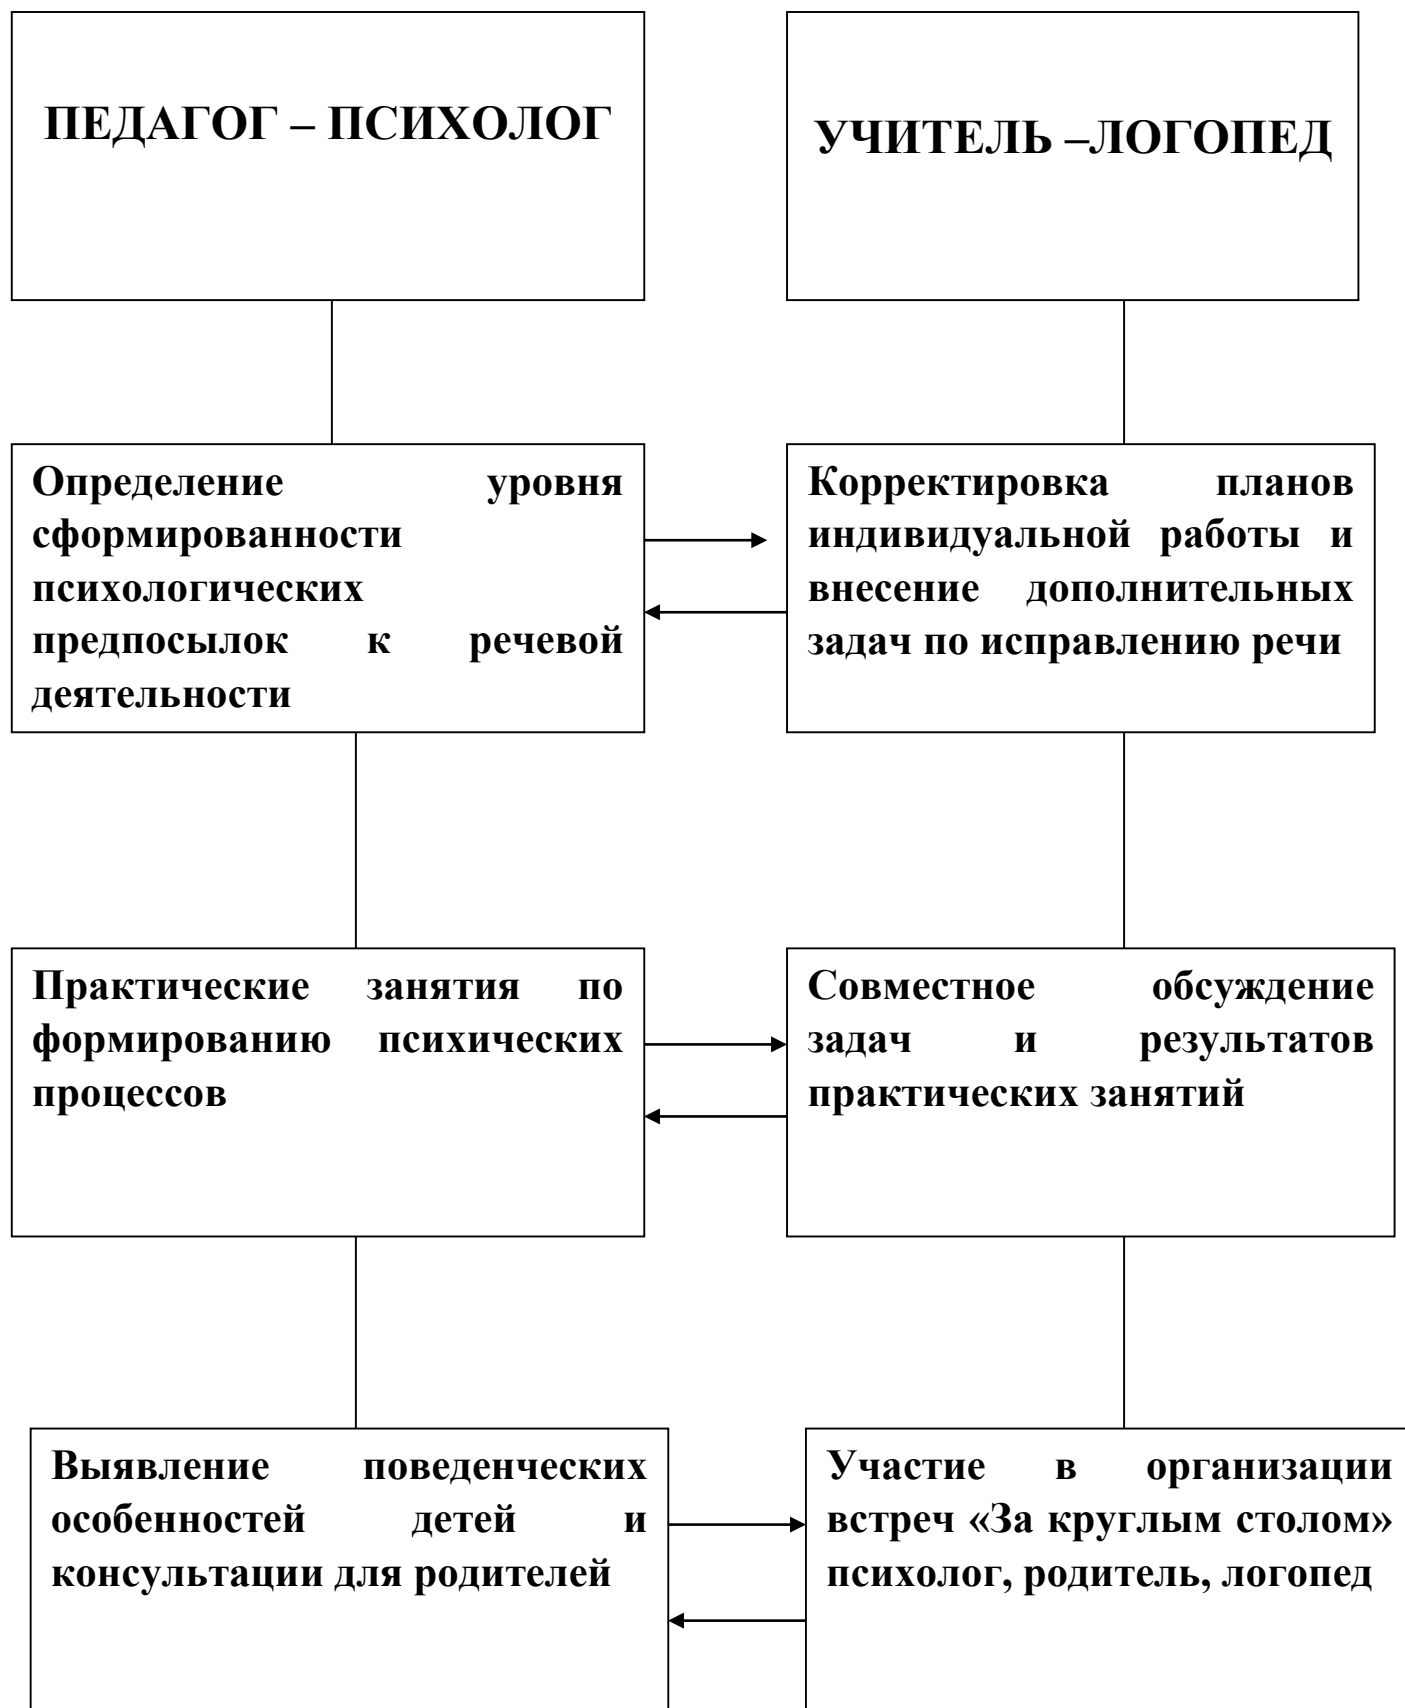 ПЕДАГОГ – ПСИХОЛОГ
УЧИТЕЛЬ –ЛОГОПЕД
Определение уровня
сформированности
психологических
предпосылок к речевой
деятельности
Корректировка планов
индивидуальной работы и
внесение дополнительных
задач по исправлению речи
Практические занятия по
формированию психических
процессов
Совместное обсуждение
задач и результатов
практических занятий
Выявление поведенческих
особенностей детей и
консультации для родителей
Участие в организации
встреч «За круглым столом»
психолог, родитель, логопед